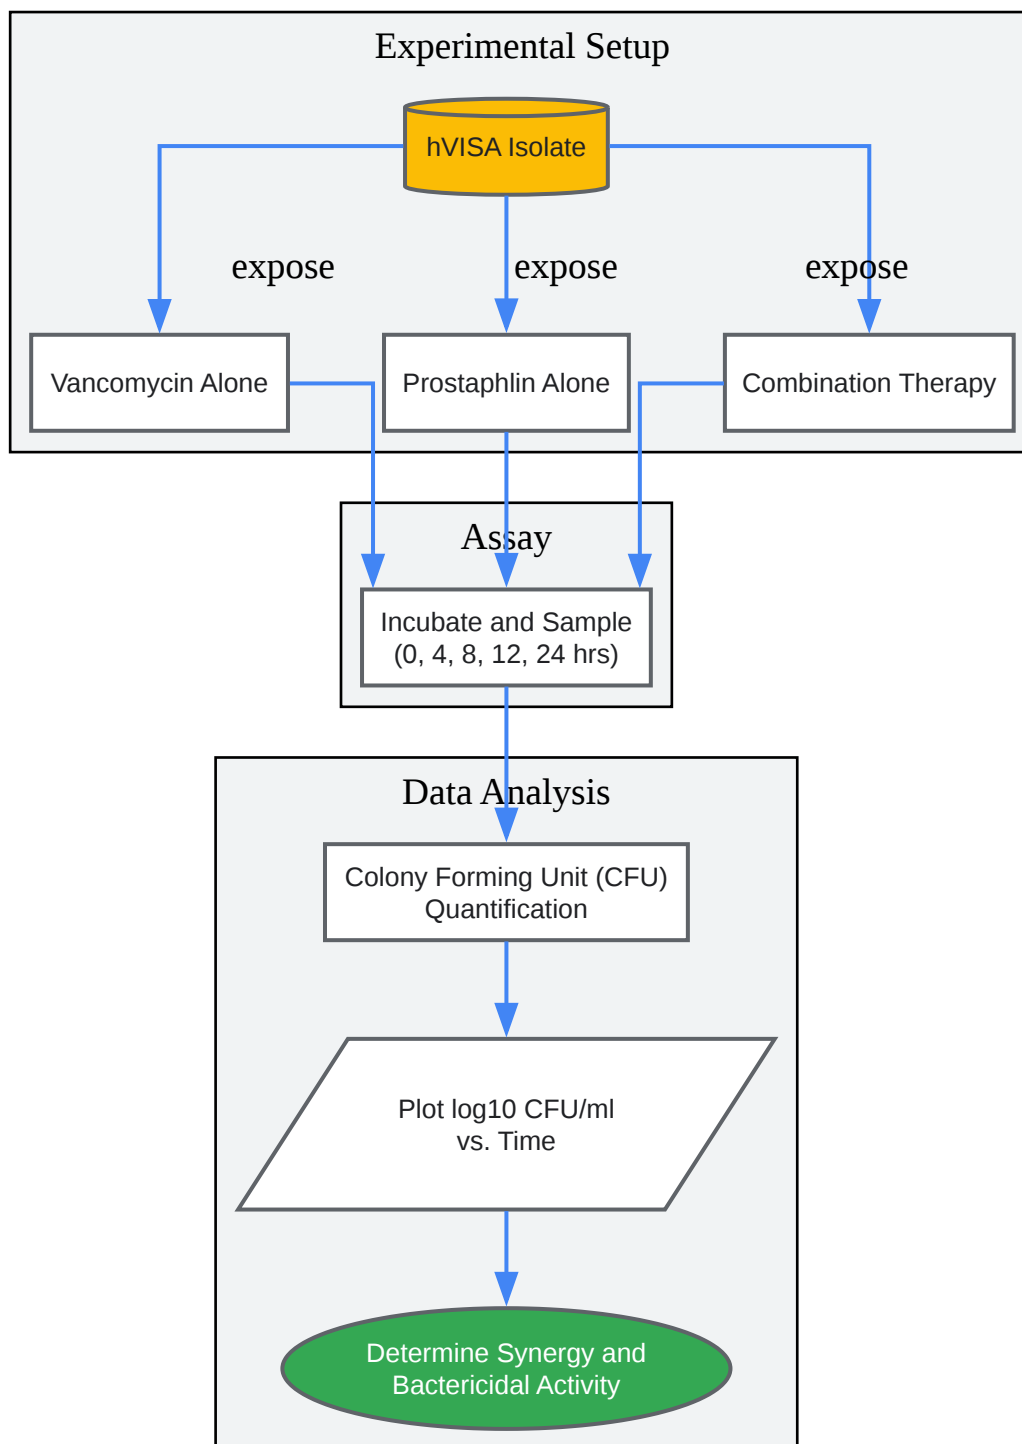 Experimental Setup
hVISA Isolate
expose
expose
expose
Vancomycin Alone
Prostaphlin Alone
Combination Therapy
Assay
Incubate and Sample
(0, 4, 8, 12, 24 hrs)
Data Analysis
Colony Forming Unit (CFU)
Quantification
Plot log10 CFU/ml
vs. Time
Determine Synergy and
Bactericidal Activity